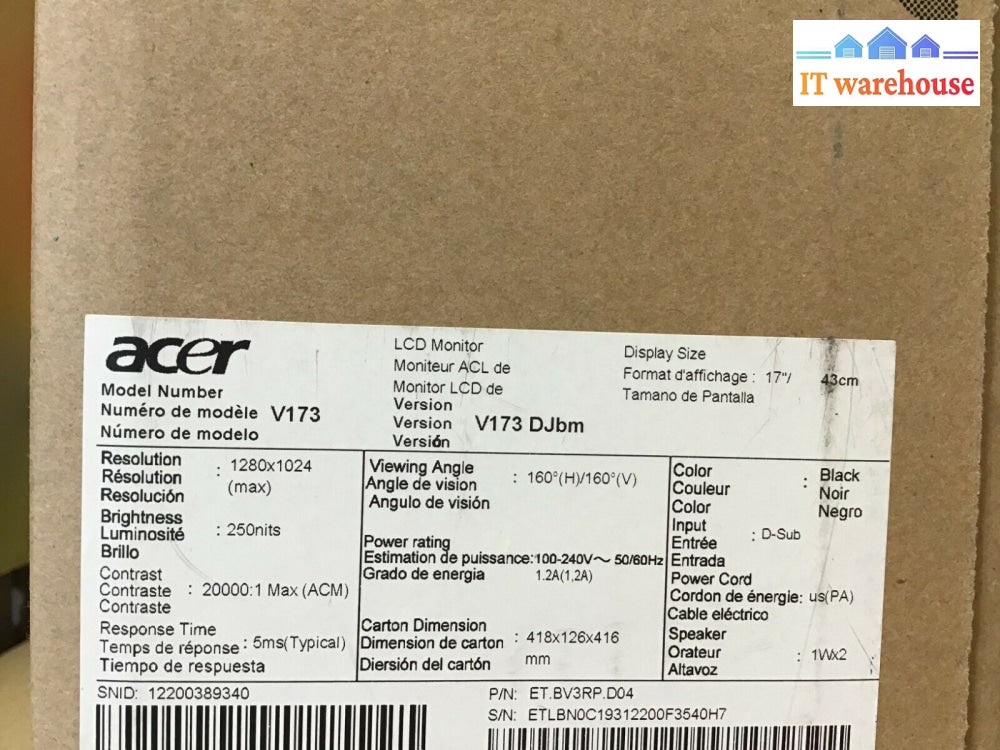 IT warehouse
acer
Model Number
Numéro de modèle V173
Número de modelo
LCD Monitor
Moniteur ACL de
Monitor LCD de
Version
Version V173 DJbm
Versión
Display Size
Format d'affichage : 17"/ 43cm
Tamano de Pantalla
Resolution
Résolution : 1280x1024
Resolución (max)
Brightness
Luminosité : 250nits
Brillo
Contrast
Contraste : 20000:1 Max (ACM)
Contraste
Response Time
Temps de réponse : 5ms(Typical)
Tiempo de respuesta
Viewing Angle
Angle de vision : 160°(H)/160°(V)
Angulo de visión
Power rating
Estimation de puissance:100-240V~ 50/60Hz
Grado de energia 1.2A(1,2A)
Carton Dimension
Dimension de carton : 418x126x416
Diersión del cartón mm
Color : Black
Couleur Noir
Color Negro
Input
Entrée : D-Sub
Entrada
Power Cord
Cordon de énergie: us(PA)
Cable eléctrico
Speaker
Orateur : 1Wx2
Altavoz
SNID: 12200389340
P/N: ET.BV3RP.D04
S/N: ETLBN0C19312200F3540H7